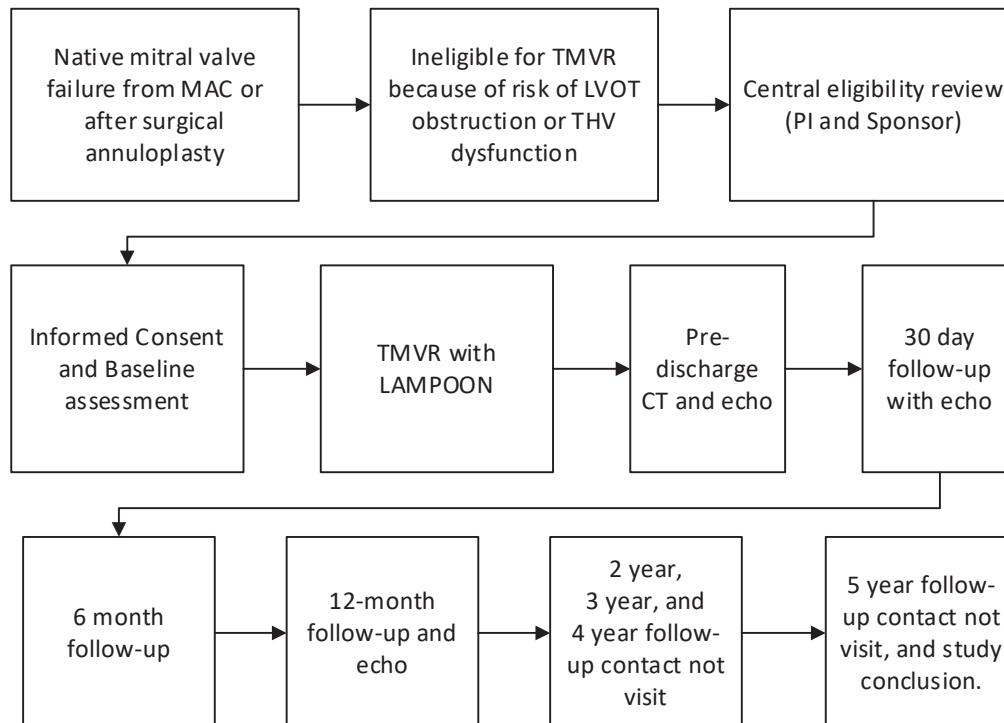 Native mitral valve
failure from MAC or
after surgical
annuloplasty
Ineligible for TMVR
because of risk of LVOT
obstruction or THV
dysfunction
Central eligibility review
(PI and Sponsor)
Informed Consent
and Baseline
assessment
TMVR with
LAMPOON
Pre-
discharge
CT and echo
30 day
follow-up
with echo
6 month
follow-up
12-month
follow-up and
echo
2 year,
3 year, and
4 year follow-
up contact not
visit
5 year follow-
up contact not
visit, and study
conclusion.